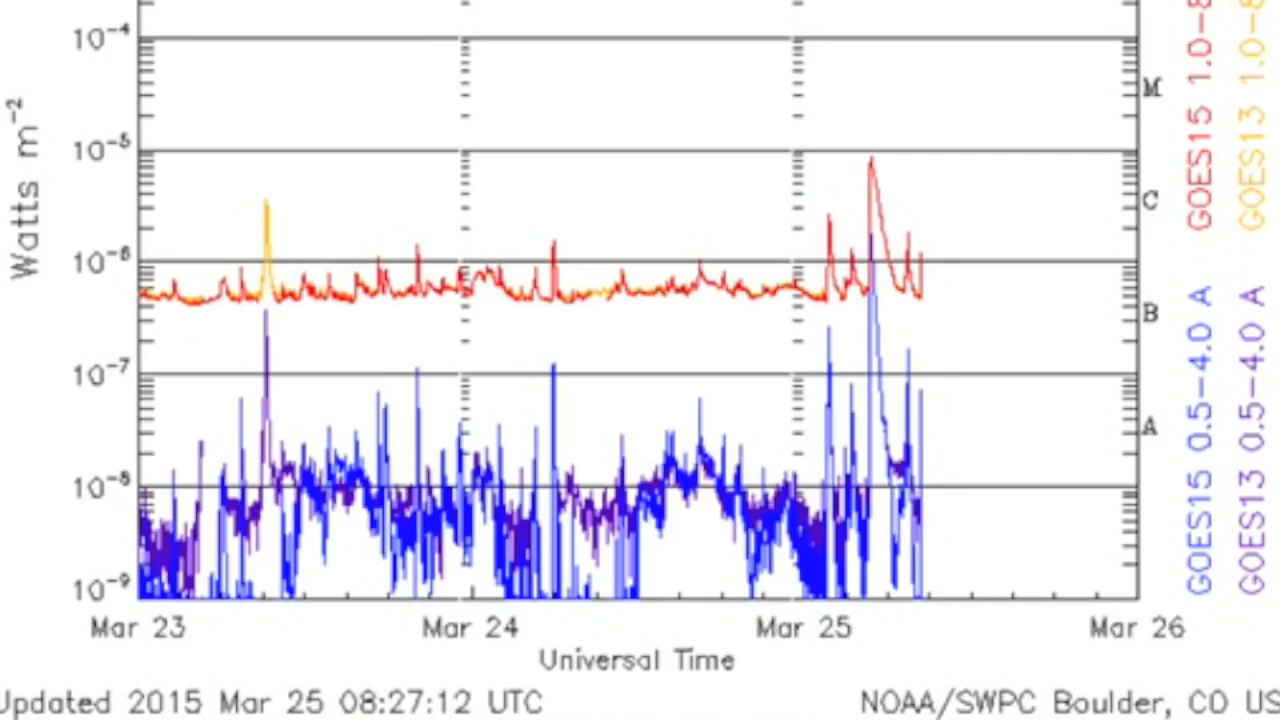 10⁻⁴
10⁻⁵
10⁻⁶
10⁻⁷
10⁻⁸
10⁻⁹
Watts m⁻²
M
C
B
A
Mar 23 Mar 24 Mar 25 Mar 26
Universal Time
Updated 2015 Mar 25 08:27:12 UTC
NOAA/SWPC Boulder, CO US
GOES15 1.0-8
GOES13 1.0-8
GOES15 0.5-4.0 A
GOES13 0.5-4.0 A